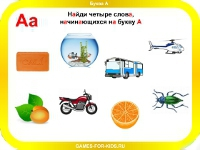 Буква А
Найди четыре слова,
начинающихся на букву А
Аа
GAMES-FOR-KIDS.RU